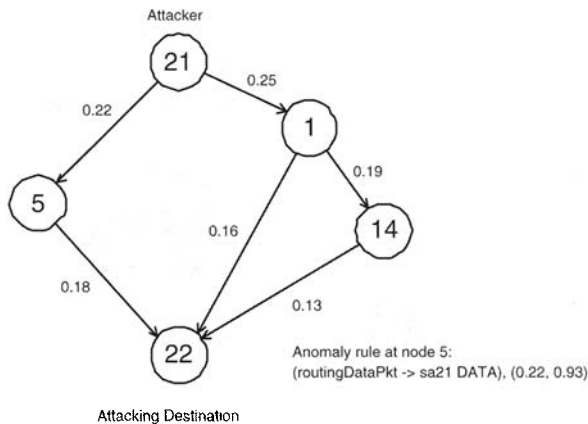 Attacker
21
0.25
0.22
1
0.19
5
0.16
14
0.18
0.13
22
Anomaly rule at node 5:
(routingDataPkt -> sa21 DATA), (0.22, 0.93)
Attacking Destination